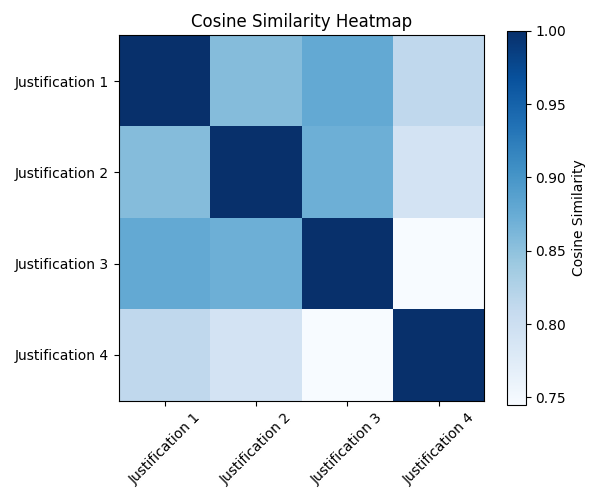 Cosine Similarity Heatmap
Justification 1
Justification 2
Justification 3
Justification 4
Justification 1
Justification 2
Justification 3
Justification 4
1.00
0.95
0.90
0.85
0.80
0.75
Cosine Similarity